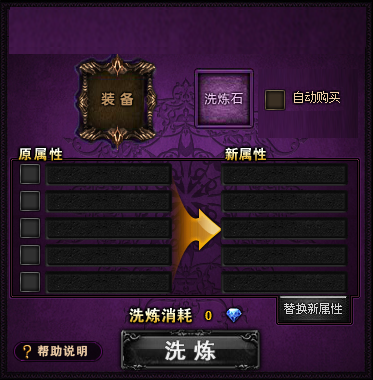 装备
洗炼石
自动购买
原属性
新属性
洗炼消耗 0
替换新属性
? 帮助说明
洗炼